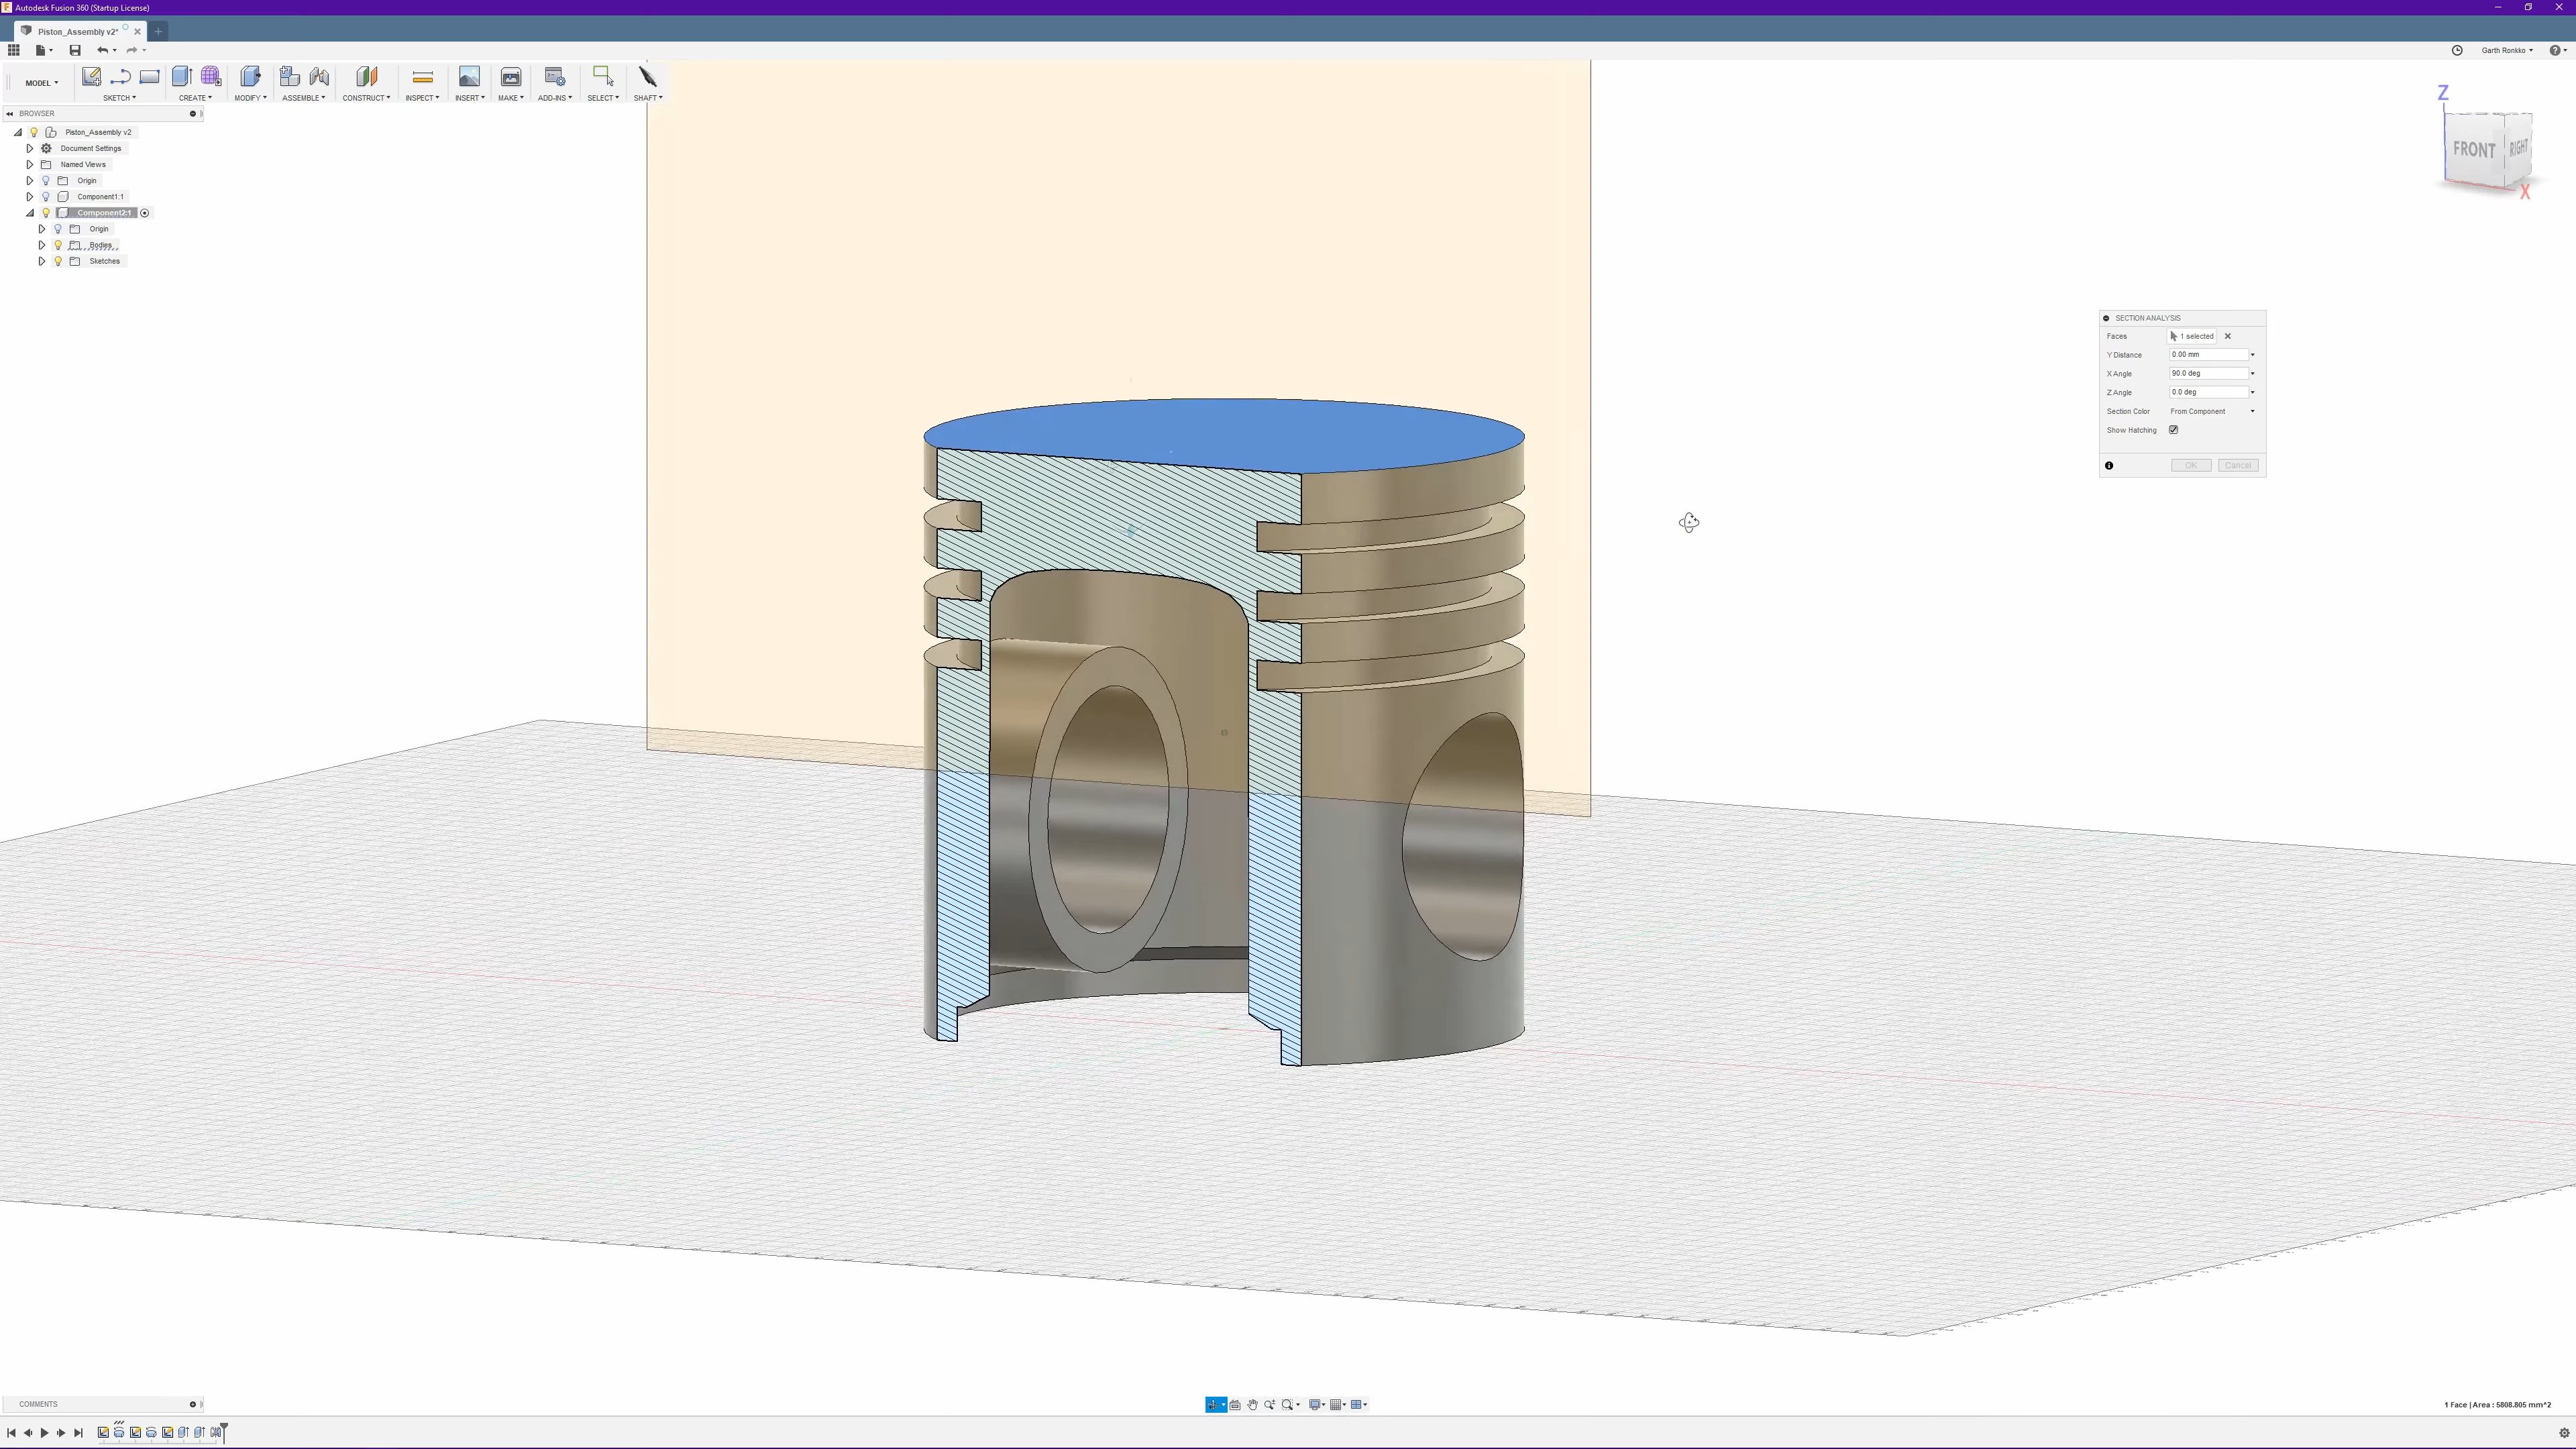 Autodesk Fusion 360 (Startup License)
Piston_Assembly v2*
Garth Ronkko
MODEL
SKETCH
CREATE
MODIFY
ASSEMBLE
CONSTRUCT
INSPECT
INSERT
MAKE
ADD-INS
SELECT
SHAFT
BROWSER
Piston_Assembly v2
Document Settings
Named Views
Origin
Component1:1
Component2:1
Origin
Bodies
Sketches
Z
FRONT
RIGHT
X
SECTION ANALYSIS
Faces 1 selected
Y Distance 0.00 mm
X Angle 90.0 deg
Z Angle 0.0 deg
Section Color From Component
Show Hatching
OK Cancel
COMMENTS
1 Face | Area : 5808.805 mm^2